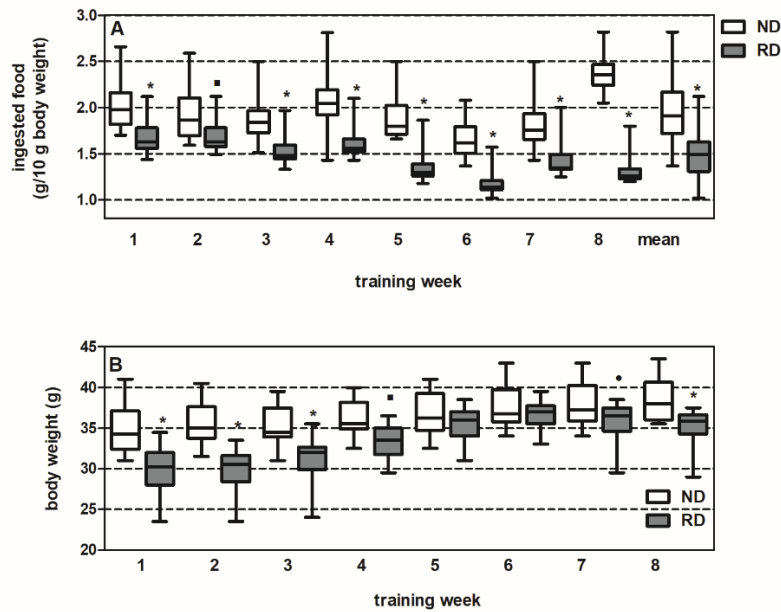 A
ND
RD
ingested food
(g/10 g body weight)
3.0
2.5
2.0
1.5
1.0
* ▪ * * * * * * *
1 2 3 4 5 6 7 8 mean
training week
B
body weight (g)
45
40
35
30
25
20
* * * ▪ • *
ND
RD
1 2 3 4 5 6 7 8
training week